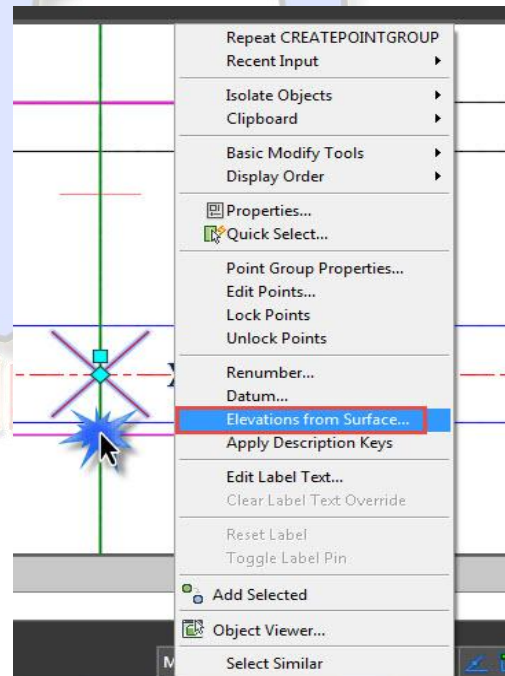 Repeat CREATEPOINTGROUP
Recent Input
Isolate Objects
Clipboard
Basic Modify Tools
Display Order
Properties...
Quick Select...
Point Group Properties...
Edit Points...
Lock Points
Unlock Points
Renumber...
Datum...
Elevations from Surface...
Apply Description Keys
Edit Label Text...
Clear Label Text Override
Reset Label
Toggle Label Pin
Add Selected
Object Viewer...
M
Select Similar